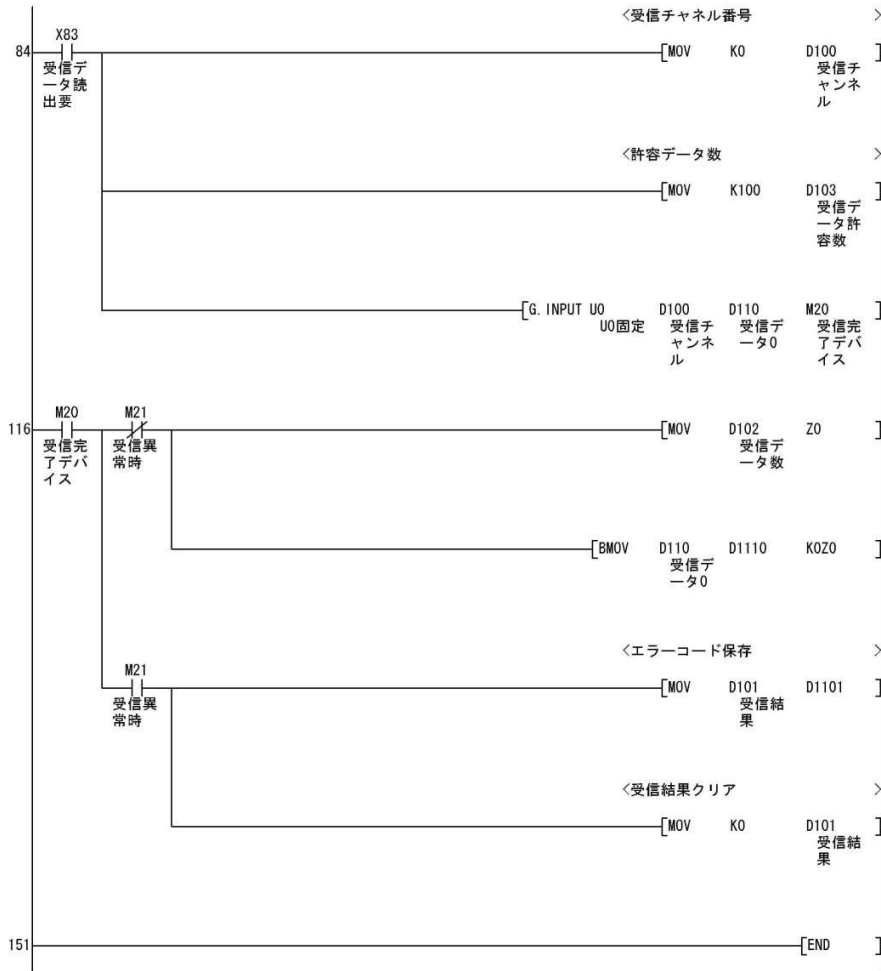 <受信チャネル番号 >
X83
84 [MOV K0 D100 ]
受信デ
ータ読
出要
受信チ
ャンネ
ル
<許容データ数 >
[MOV K100 D103 ]
受信デ
ータ許
容数
[G.INPUT U0 D100 D110 M20 ]
U0固定
受信チ
ャンネ
ル
受信デ
ータ0
受信完
了デバ
イス
M20 M21
116 [MOV D102 Z0 ]
受信完
了デバ
イス
受信異
常時
受信デ
ータ数
[BMOV D110 D1110 K0Z0 ]
受信デ
ータ0
<エラーコード保存 >
M21
[MOV D101 D1101 ]
受信異
常時
受信結
果
<受信結果クリア >
[MOV K0 D101 ]
受信結
果
151 [END ]